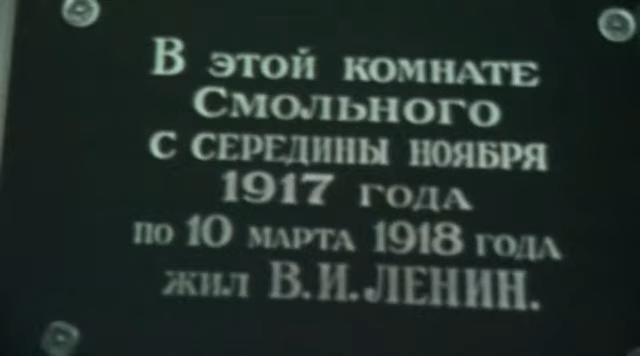 В этой комнате
Смольного
с середины ноября
1917 года
по 10 марта 1918 года
жил В.И.Ленин.